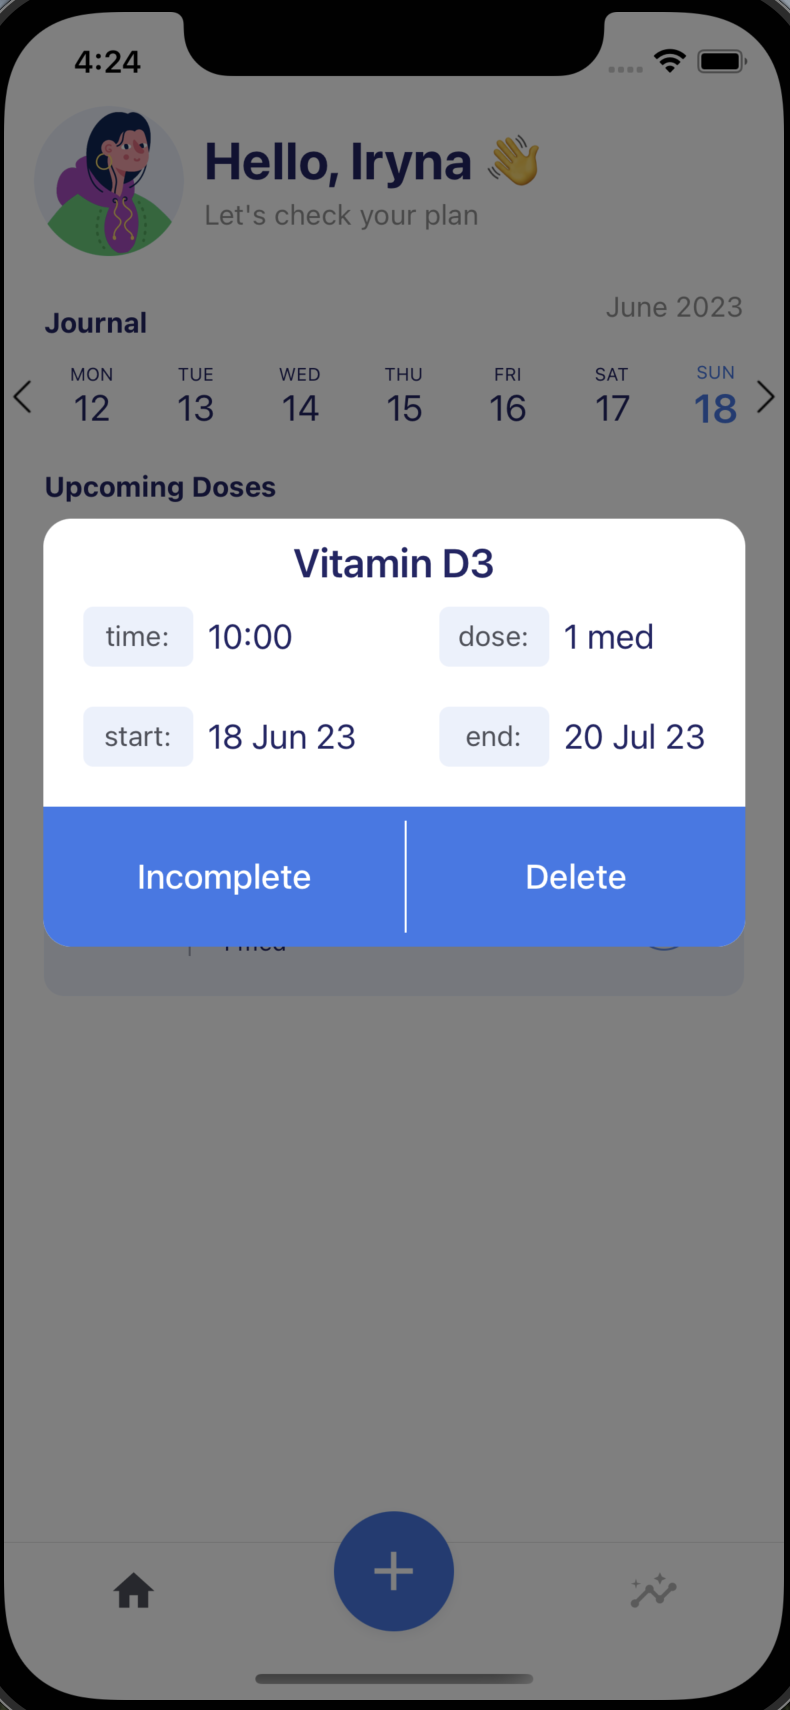 4:24
Hello, Iryna 👋
Let's check your plan
June 2023
Journal
MON TUE WED THU FRI SAT SUN
12 13 14 15 16 17 18
Upcoming Doses
Vitamin D3
time: 10:00 dose: 1 med
start: 18 Jun 23 end: 20 Jul 23
Incomplete Delete
1 med